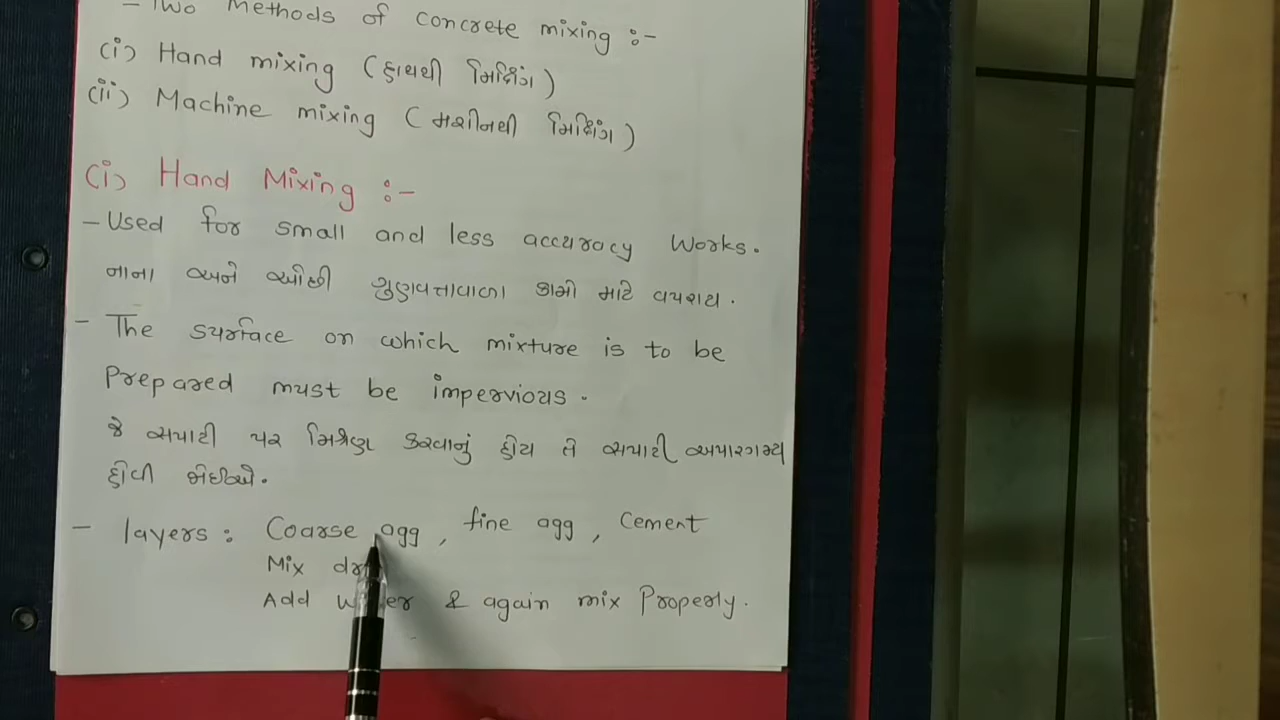 - Two Methods of concrete mixing :-
(i) Hand mixing (હાથથી મિક્ષિંગ)
(ii) Machine mixing (મશીનથી મિક્ષિંગ)
(i) Hand Mixing :-
- Used for small and less accuracy works.
નાના અને ઓછી ગુણવત્તાવાળા કામો માટે વપરાય.
- The surface on which mixture is to be
Prepared must be impervious.
જે સપાટી પર મિશ્રણ કરવાનું હોય તે સપાટી અપારગમ્ય
હોવી જોઈએ.
- layers : Coarse agg, fine agg, Cement
Mix
Add & again mix Properly.